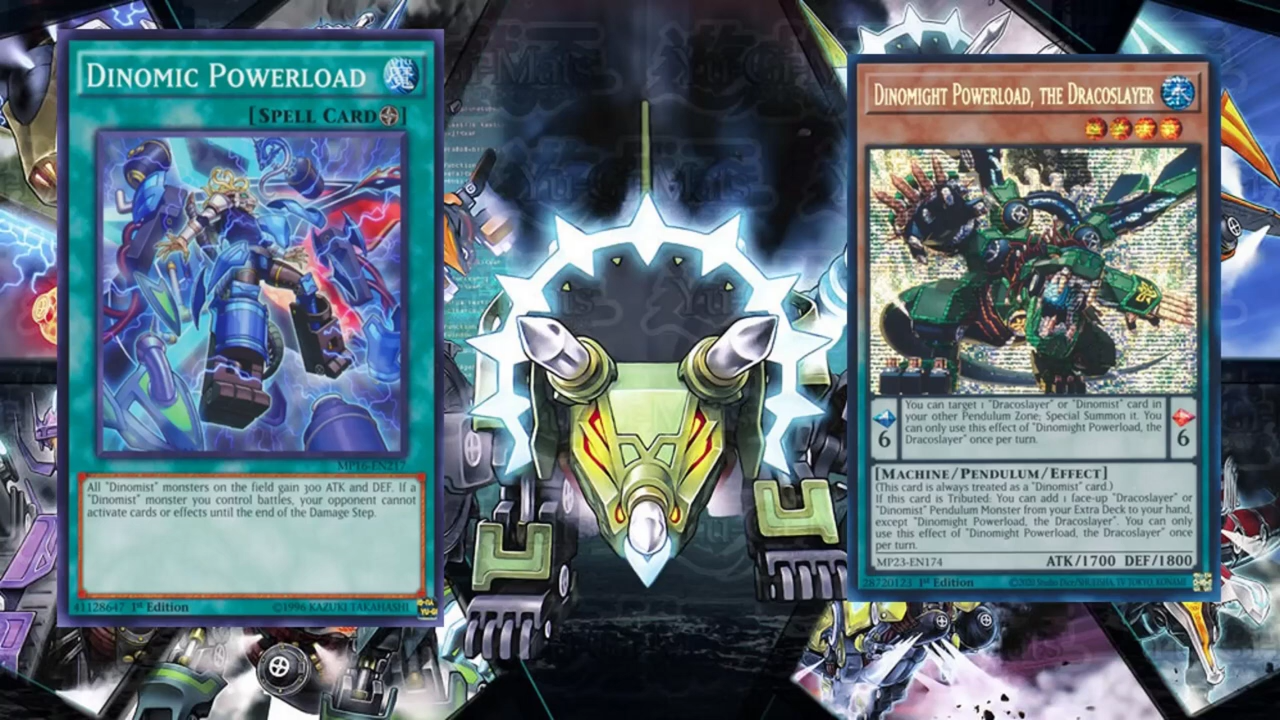 DINOMIC POWERLOAD
[SPELL CARD]
MP16-EN217
All "Dinomist" monsters on the field gain 300 ATK and DEF. If a
"Dinomist" monster you control battles, your opponent cannot
activate cards or effects until the end of the Damage Step.
41128647 1st Edition
©1996 KAZUKI TAKAHASHI
DINOMIGHT POWERLOAD, THE DRACOSLAYER
You can target 1 "Dracoslayer" or "Dinomist" card in
your other Pendulum Zone; Special Summon it. You
can only use this effect of "Dinomight Powerload, the
Dracoslayer" once per turn.
6
6
[MACHINE/PENDULUM/EFFECT]
(This card is always treated as a "Dinomist" card.)
If this card is Tributed: You can add 1 face-up "Dracoslayer" or
"Dinomist" Pendulum Monster from your Extra Deck to your hand,
except "Dinomight Powerload, the Dracoslayer". You can only
use this effect of "Dinomight Powerload, the Dracoslayer" once
per turn.
MP23-EN174
ATK/1700 DEF/1800
28720123 1st Edition
©2020 Studio Dice/SHUEISHA, TV TOKYO, KONAMI